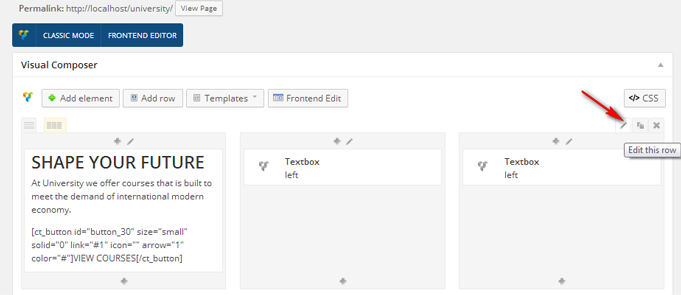 Permalink: http://localhost/university/ View Page
CLASSIC MODE FRONTEND EDITOR
Visual Composer
Add element Add row Templates Frontend Edit </> CSS
Edit this row
SHAPE YOUR FUTURE
At University we offer courses that is built to
meet the demand of international modern
economy.
[ct_button id="button_30" size="small"
solid="0" link="#1" icon="" arrow="1"
color="#"]VIEW COURSES[/ct_button]
Textbox
left
Textbox
left